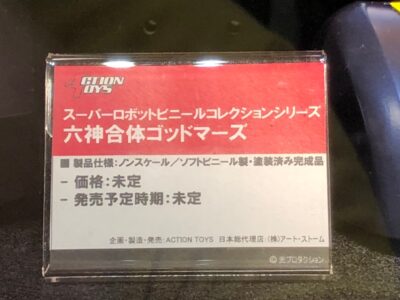 ACTION
TOYS
スーパーロボットビニールコレクションシリーズ
六神合体ゴッドマーズ
■ 製品仕様：ノンスケール／ソフトビニール製・塗装済み完成品
- 価格：未定
- 発売予定時期：未定
企画・製造・発売：ACTION TOYS 日本総代理店：(株)アート・ストーム
© 光プロダクション